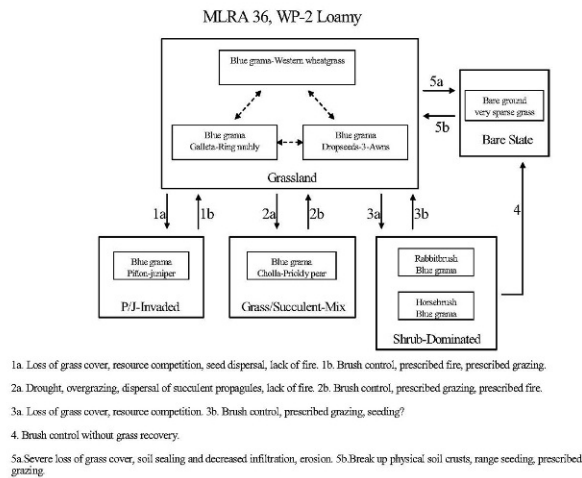 MLRA 36, WP-2 Loamy
Blue grama-Western wheatgrass
Blue grama
Galleta-Ring muhly
Blue grama
Dropseeds-3-Awns
Grassland
5a
5b
Bare ground
very sparse grass
Bare State
1a
1b
2a
2b
3a
3b
4
Blue grama
Piñon-juniper
P/J-Invaded
Blue grama
Cholla-Prickly pear
Grass/Succulent-Mix
Rabbitbrush
Blue grama
Horsebrush
Blue grama
Shrub-Dominated
1a. Loss of grass cover, resource competition, seed dispersal, lack of fire. 1b. Brush control, prescribed fire, prescribed grazing.
2a. Drought, overgrazing, dispersal of succulent propagules, lack of fire. 2b. Brush control, prescribed grazing, prescribed fire.
3a. Loss of grass cover, resource competition. 3b. Brush control, prescribed grazing, seeding?
4. Brush control without grass recovery.
5a.Severe loss of grass cover, soil sealing and decreased infiltration, erosion. 5b.Break up physical soil crusts, range seeding, prescribed
grazing.